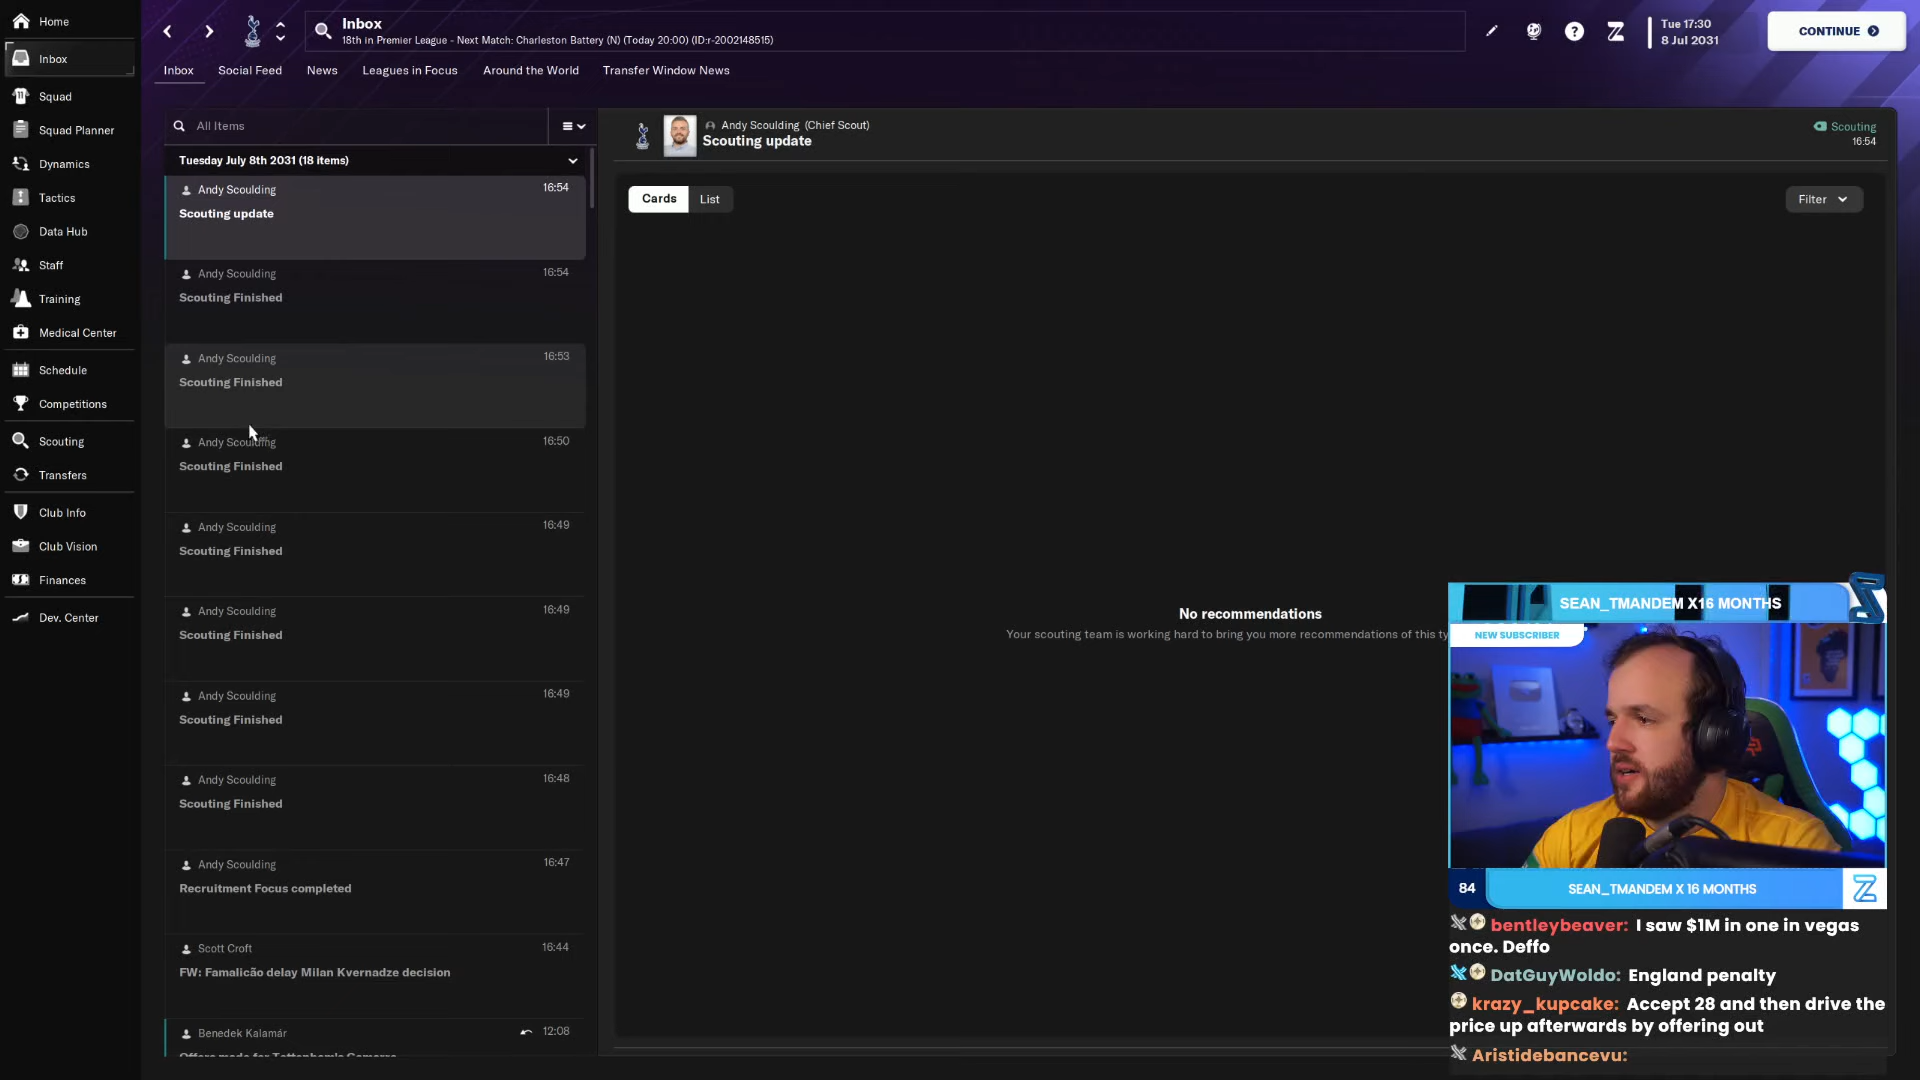 Home
Inbox
Squad
Squad Planner
Dynamics
Tactics
Data Hub
Staff
Training
Medical Center
Schedule
Competitions
Scouting
Transfers
Club Info
Club Vision
Finances
Dev. Center
Inbox
18th in Premier League - Next Match: Charleston Battery (N) (Today 20:00) (ID:r-2002148515)
Tue 17:30
8 Jul 2031
CONTINUE
Inbox Social Feed News Leagues in Focus Around the World Transfer Window News
All Items
Tuesday July 8th 2031 (18 items)
Andy Scoulding 16:54
Scouting update
Andy Scoulding 16:54
Scouting Finished
Andy Scoulding 16:53
Scouting Finished
Andy Scoulding 16:50
Scouting Finished
Andy Scoulding 16:49
Scouting Finished
Andy Scoulding 16:49
Scouting Finished
Andy Scoulding 16:49
Scouting Finished
Andy Scoulding 16:48
Scouting Finished
Andy Scoulding 16:47
Recruitment Focus completed
Scott Croft 16:44
FW: Famalicão delay Milan Kvernadze decision
Benedek Kalamár 12:08
Offers made for Tottenham's
Andy Scoulding (Chief Scout)
Scouting update
Scouting
16:54
Cards List
Filter
No recommendations
Your scouting team is working hard to bring you more recommendations of this ty
SEAN_TMANDEM X16 MONTHS
NEW SUBSCRIBER
84 SEAN_TMANDEM X 16 MONTHS
bentleybeaver: I saw $1M in one in vegas
once. Deffo
DatGuyWoldo: England penalty
krazy_kupcake: Accept 28 and then drive the
price up afterwards by offering out
Aristidebancevu: